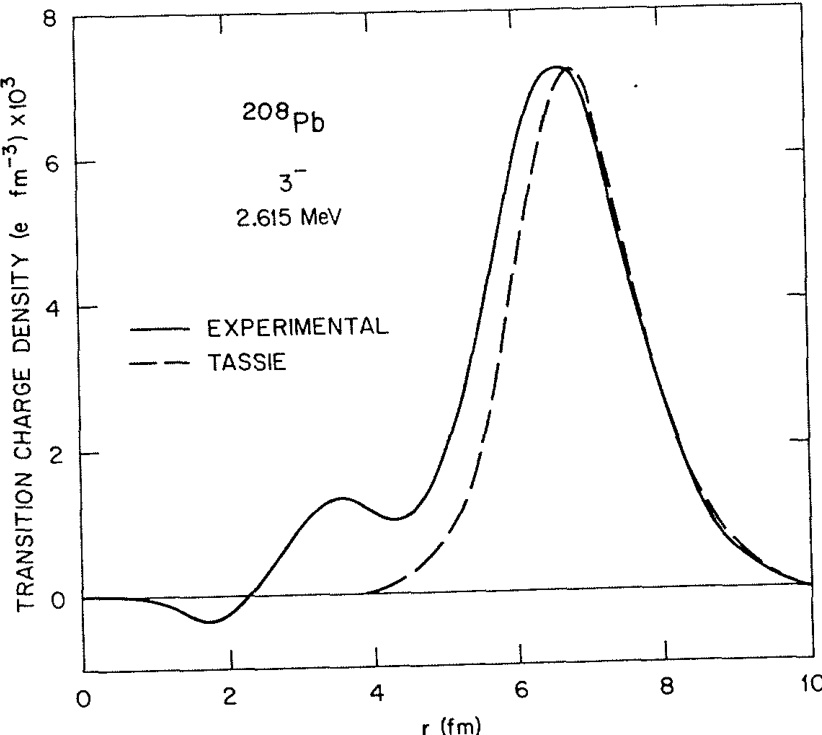 TRANSITION CHARGE DENSITY (e fm⁻³) ×10³
8
6
4
2
0
²⁰⁸Pb
3⁻
2.615 MeV
EXPERIMENTAL
TASSIE
0 2 4 6 8 10
r (fm)